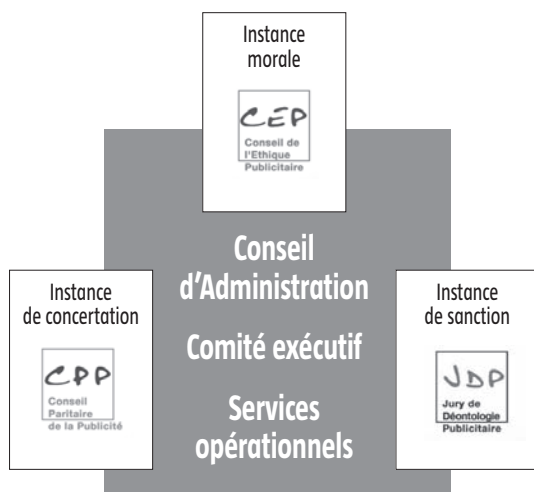 Instance
morale
CEP
Conseil de
l'Ethique
Publicitaire
Conseil
d'Administration
Comité exécutif
Services
opérationnels
Instance
de concertation
CPP
Conseil
Paritaire
de la Publicité
Instance
de sanction
JDP
Jury de
Déontologie
Publicitaire